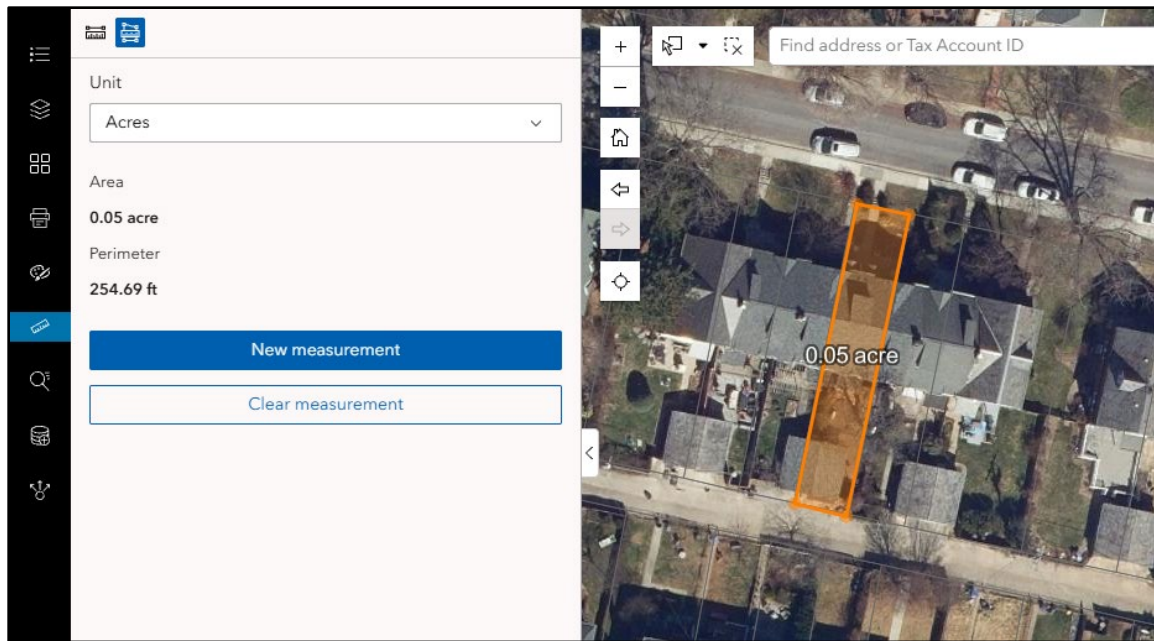 Unit
Acres
Area
0.05 acre
Perimeter
254.69 ft
New measurement
Clear measurement
Find address or Tax Account ID
0.05 acre